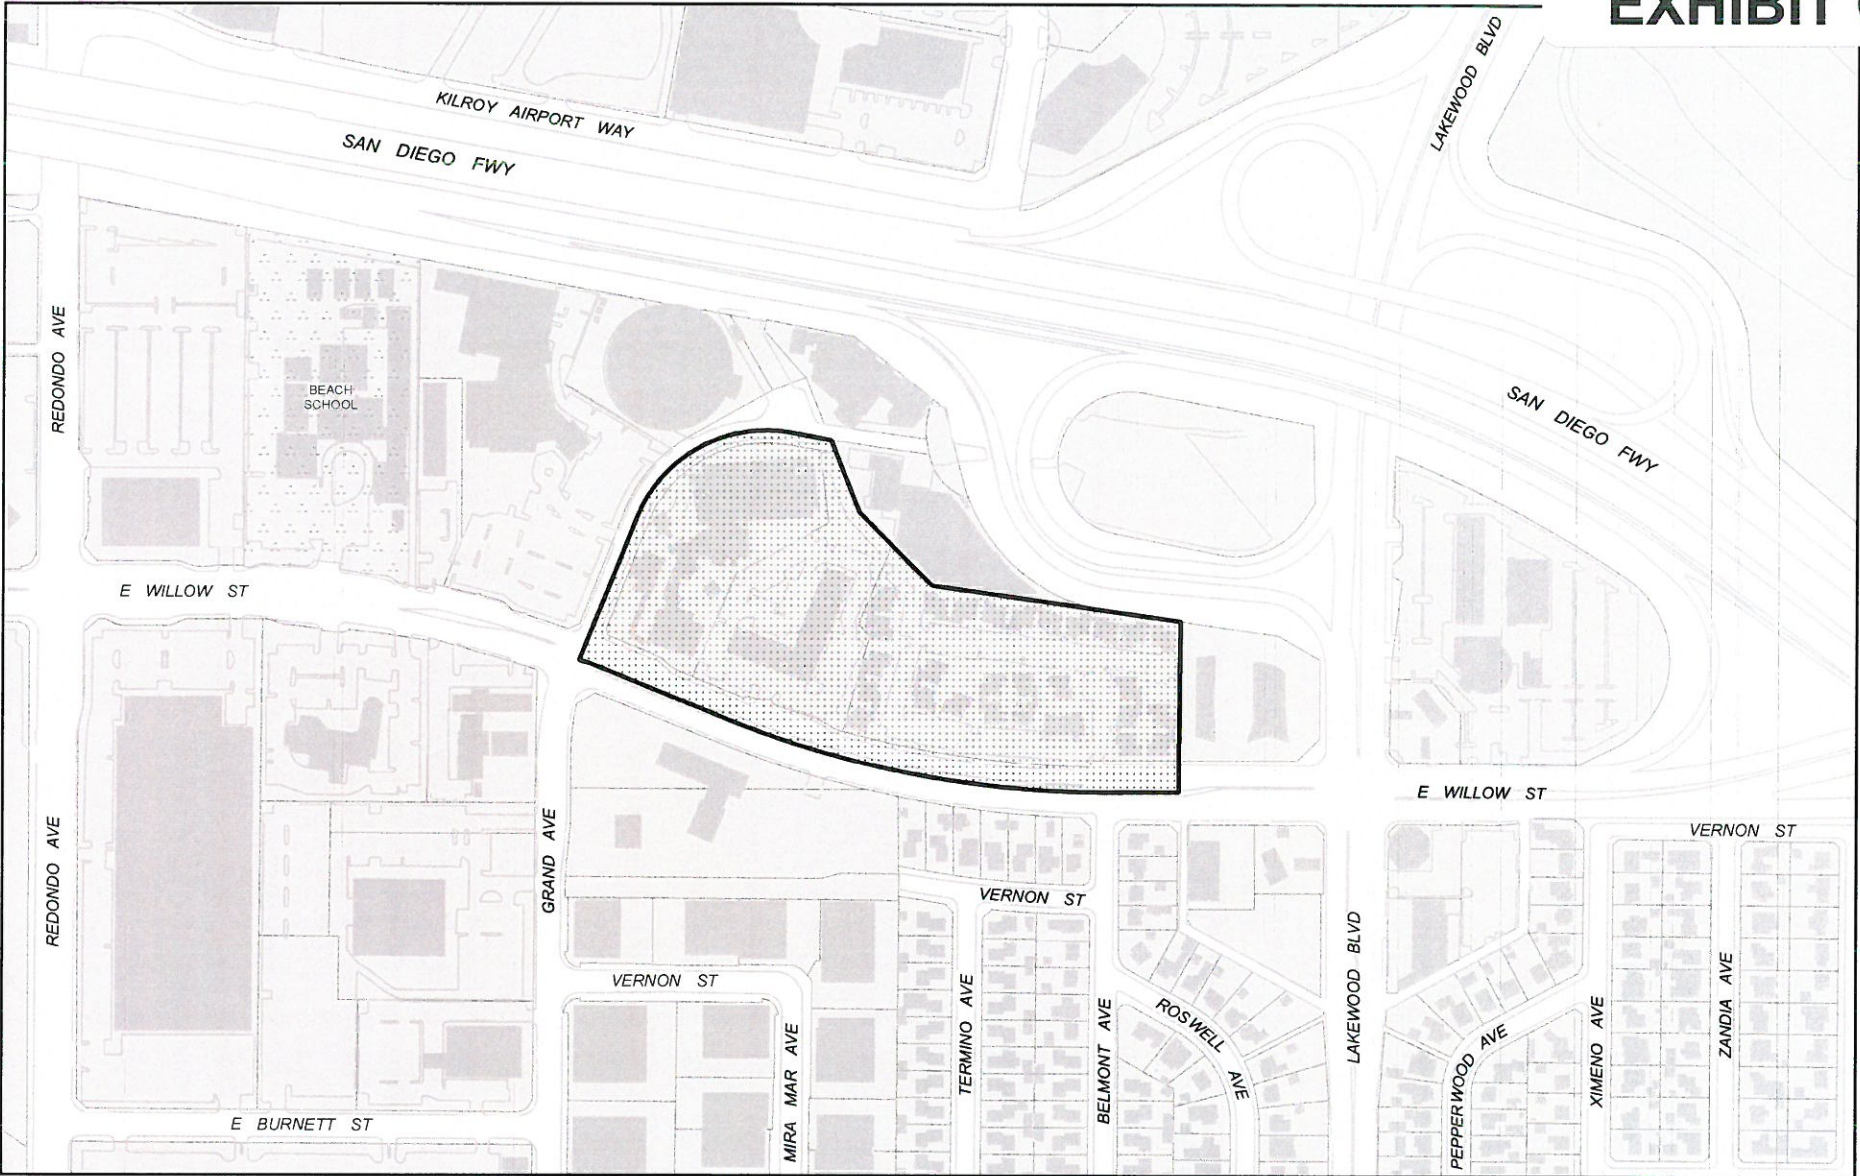 EXHIBIT
LAKEWOOD BLVD
KILROY AIRPORT WAY
SAN DIEGO FWY
REDONDO AVE
BEACH
SCHOOL
SAN DIEGO FWY
E WILLOW ST
E WILLOW ST
VERNON ST
REDONDO AVE
GRAND AVE
VERNON ST
LAKEWOOD BLVD
VERNON ST
TERMINO AVE
BELMONT AVE
ROSWELL AVE
XIMENO AVE
ZANDIA AVE
MIRA MAR AVE
PEPPERWOOD AVE
E BURNETT ST